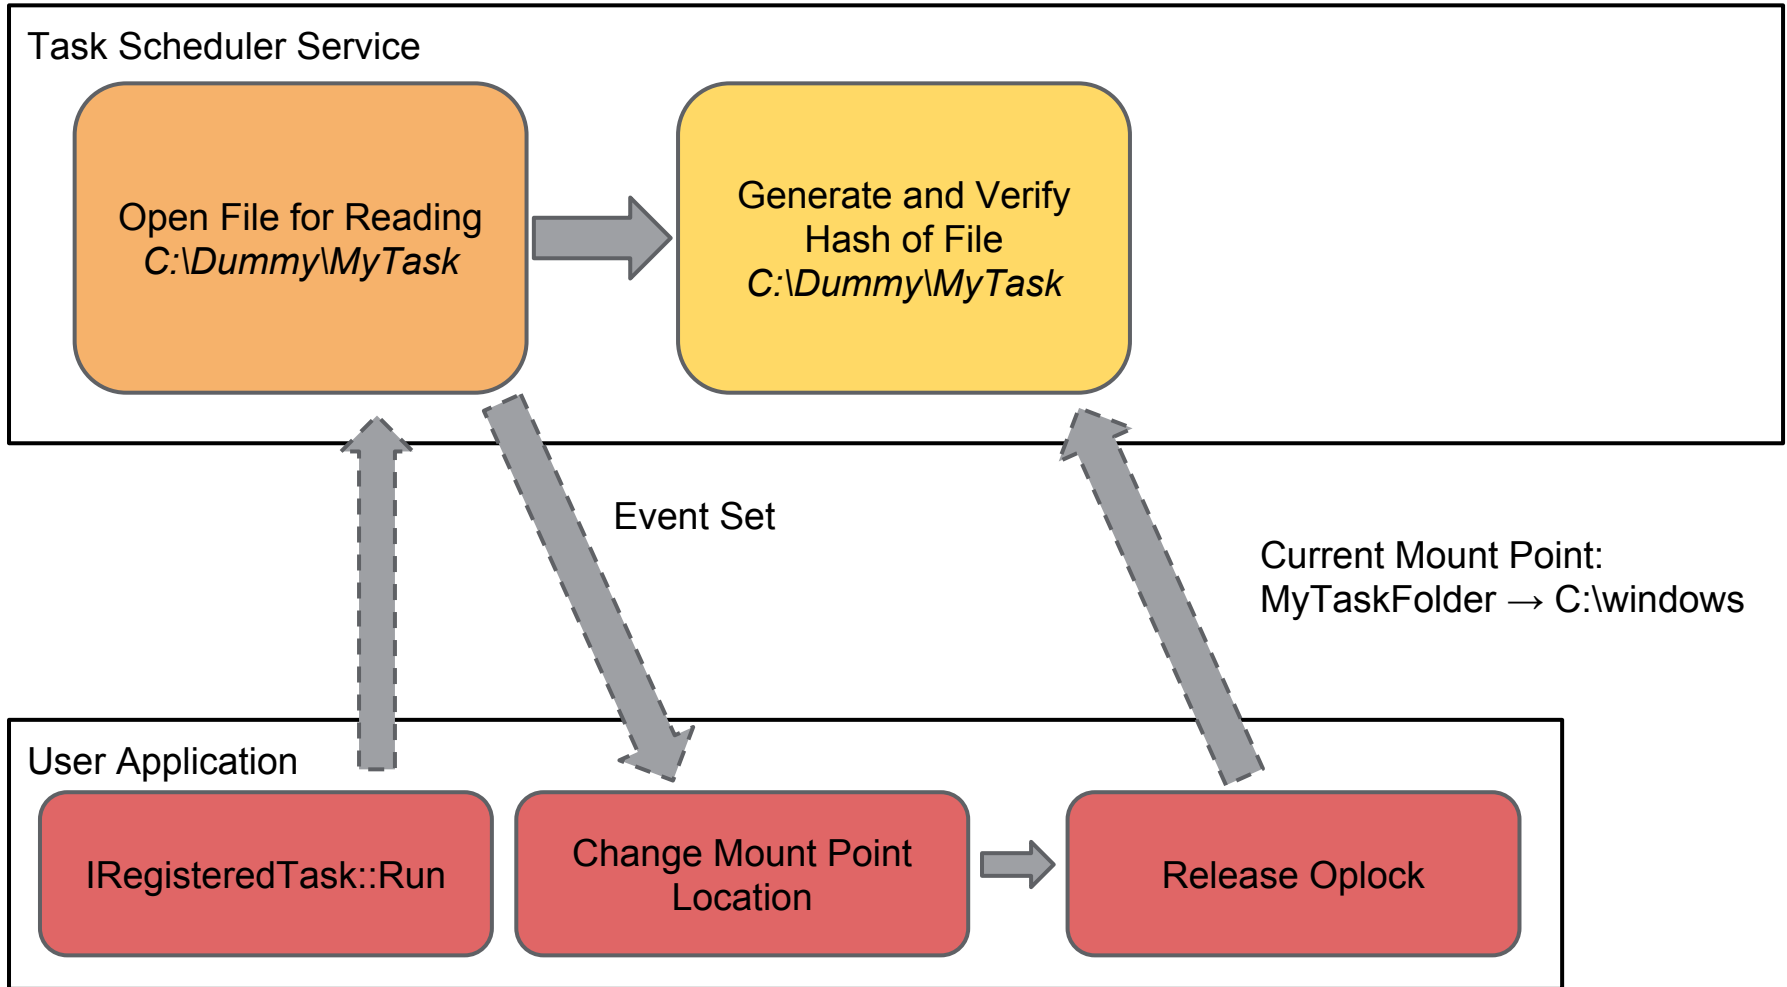 Task Scheduler Service
Open File for Reading
C:\Dummy\MyTask
Generate and Verify
Hash of File
C:\Dummy\MyTask
Event Set
Current Mount Point:
MyTaskFolder → C:\windows
User Application
IRegisteredTask::Run
Change Mount Point
Location
Release Oplock